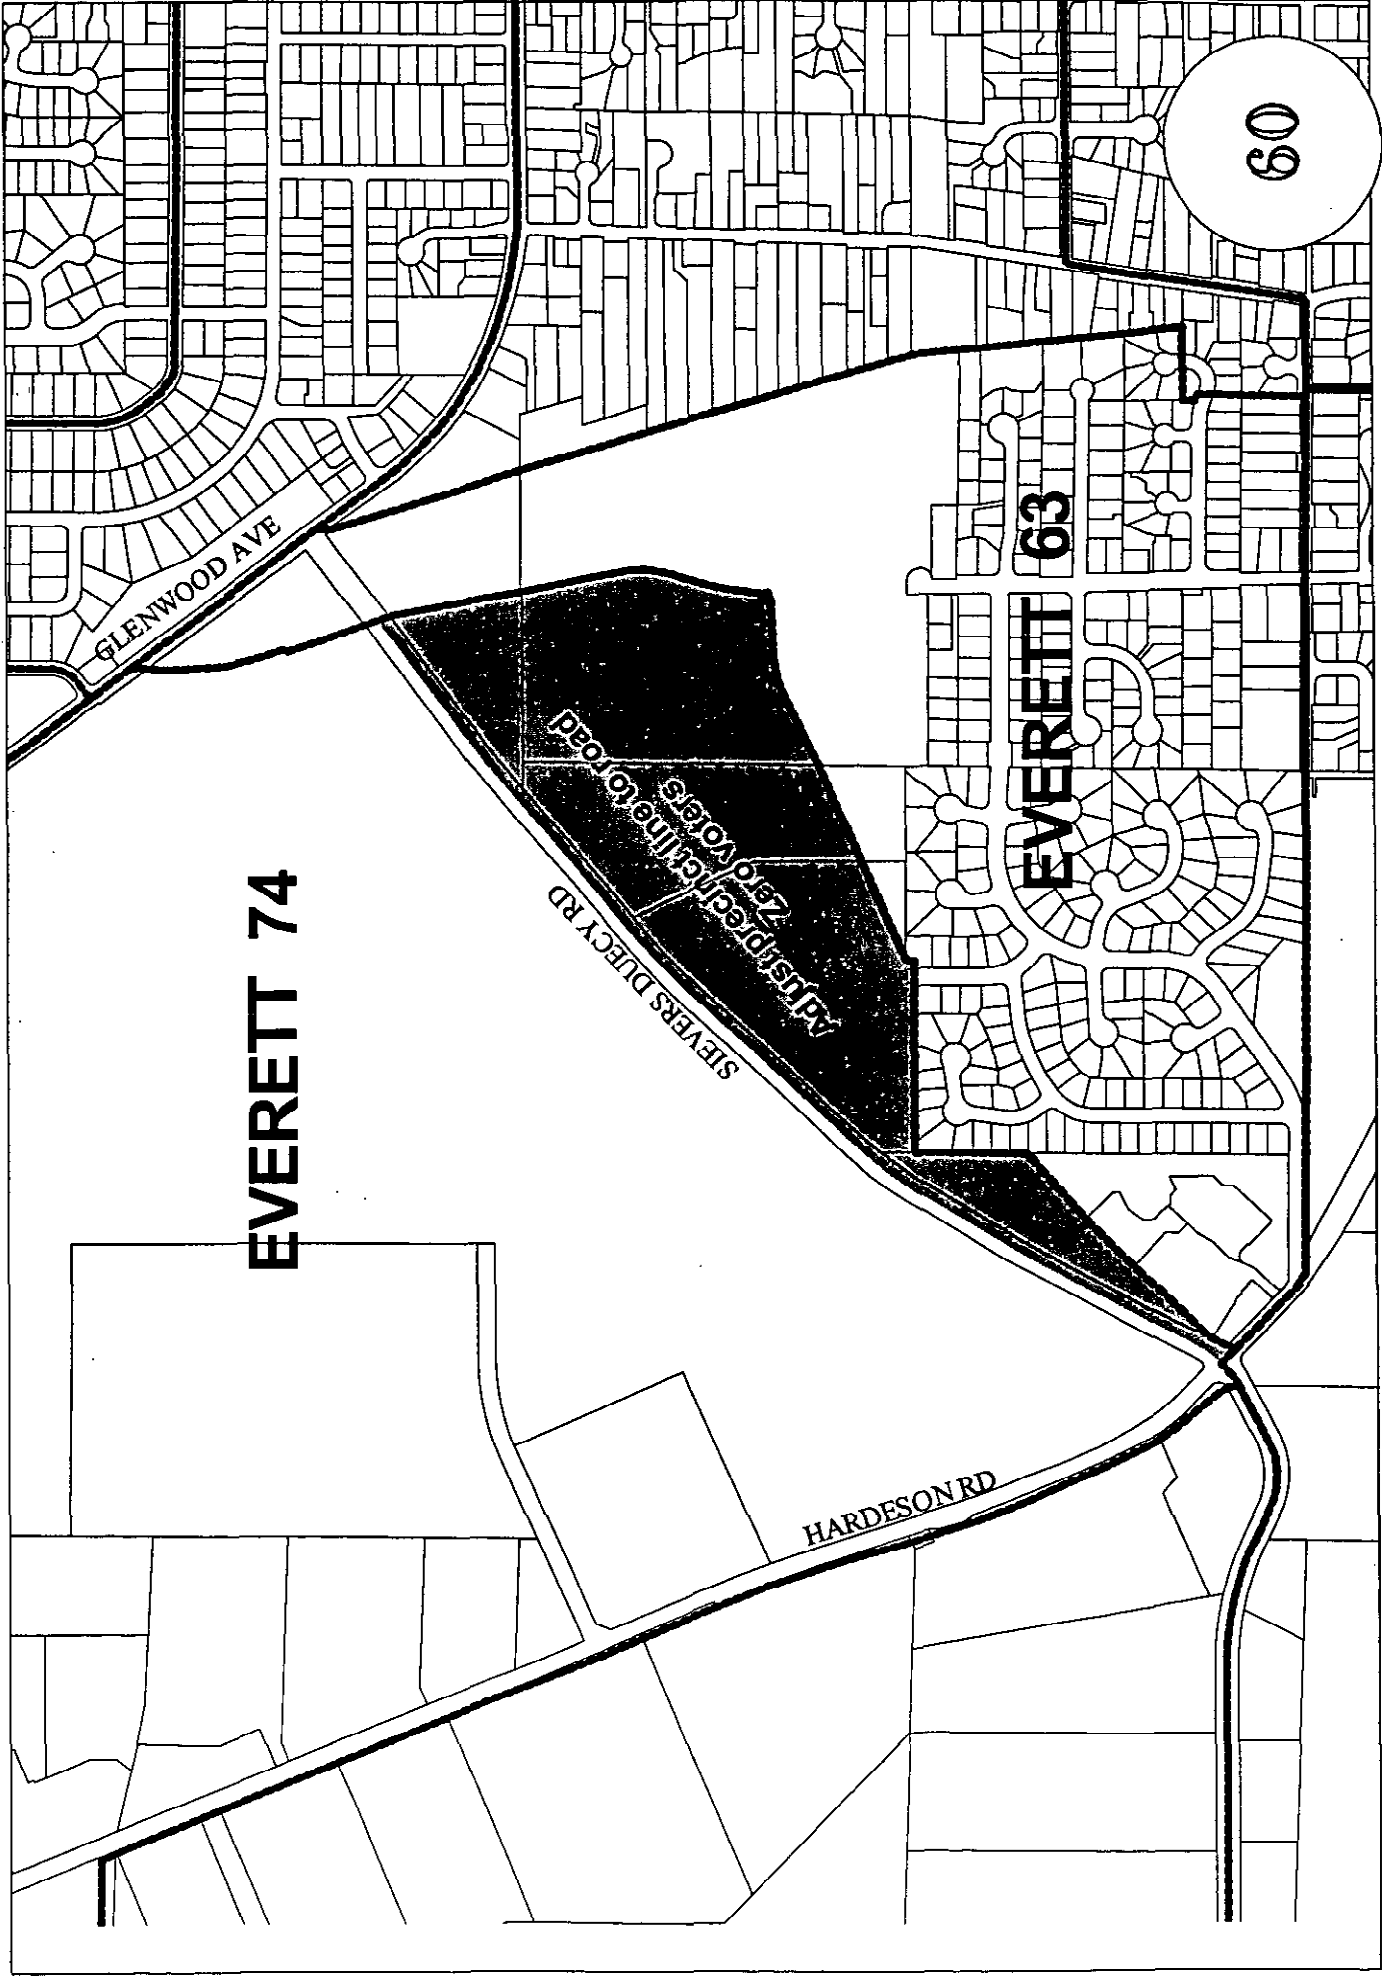 EVERETT 74
HARDESON RD
SIEVERS DUECY RD
Adjust precinct line to road
Zero voters
GLENWOOD AVE
EVERETT 63
60